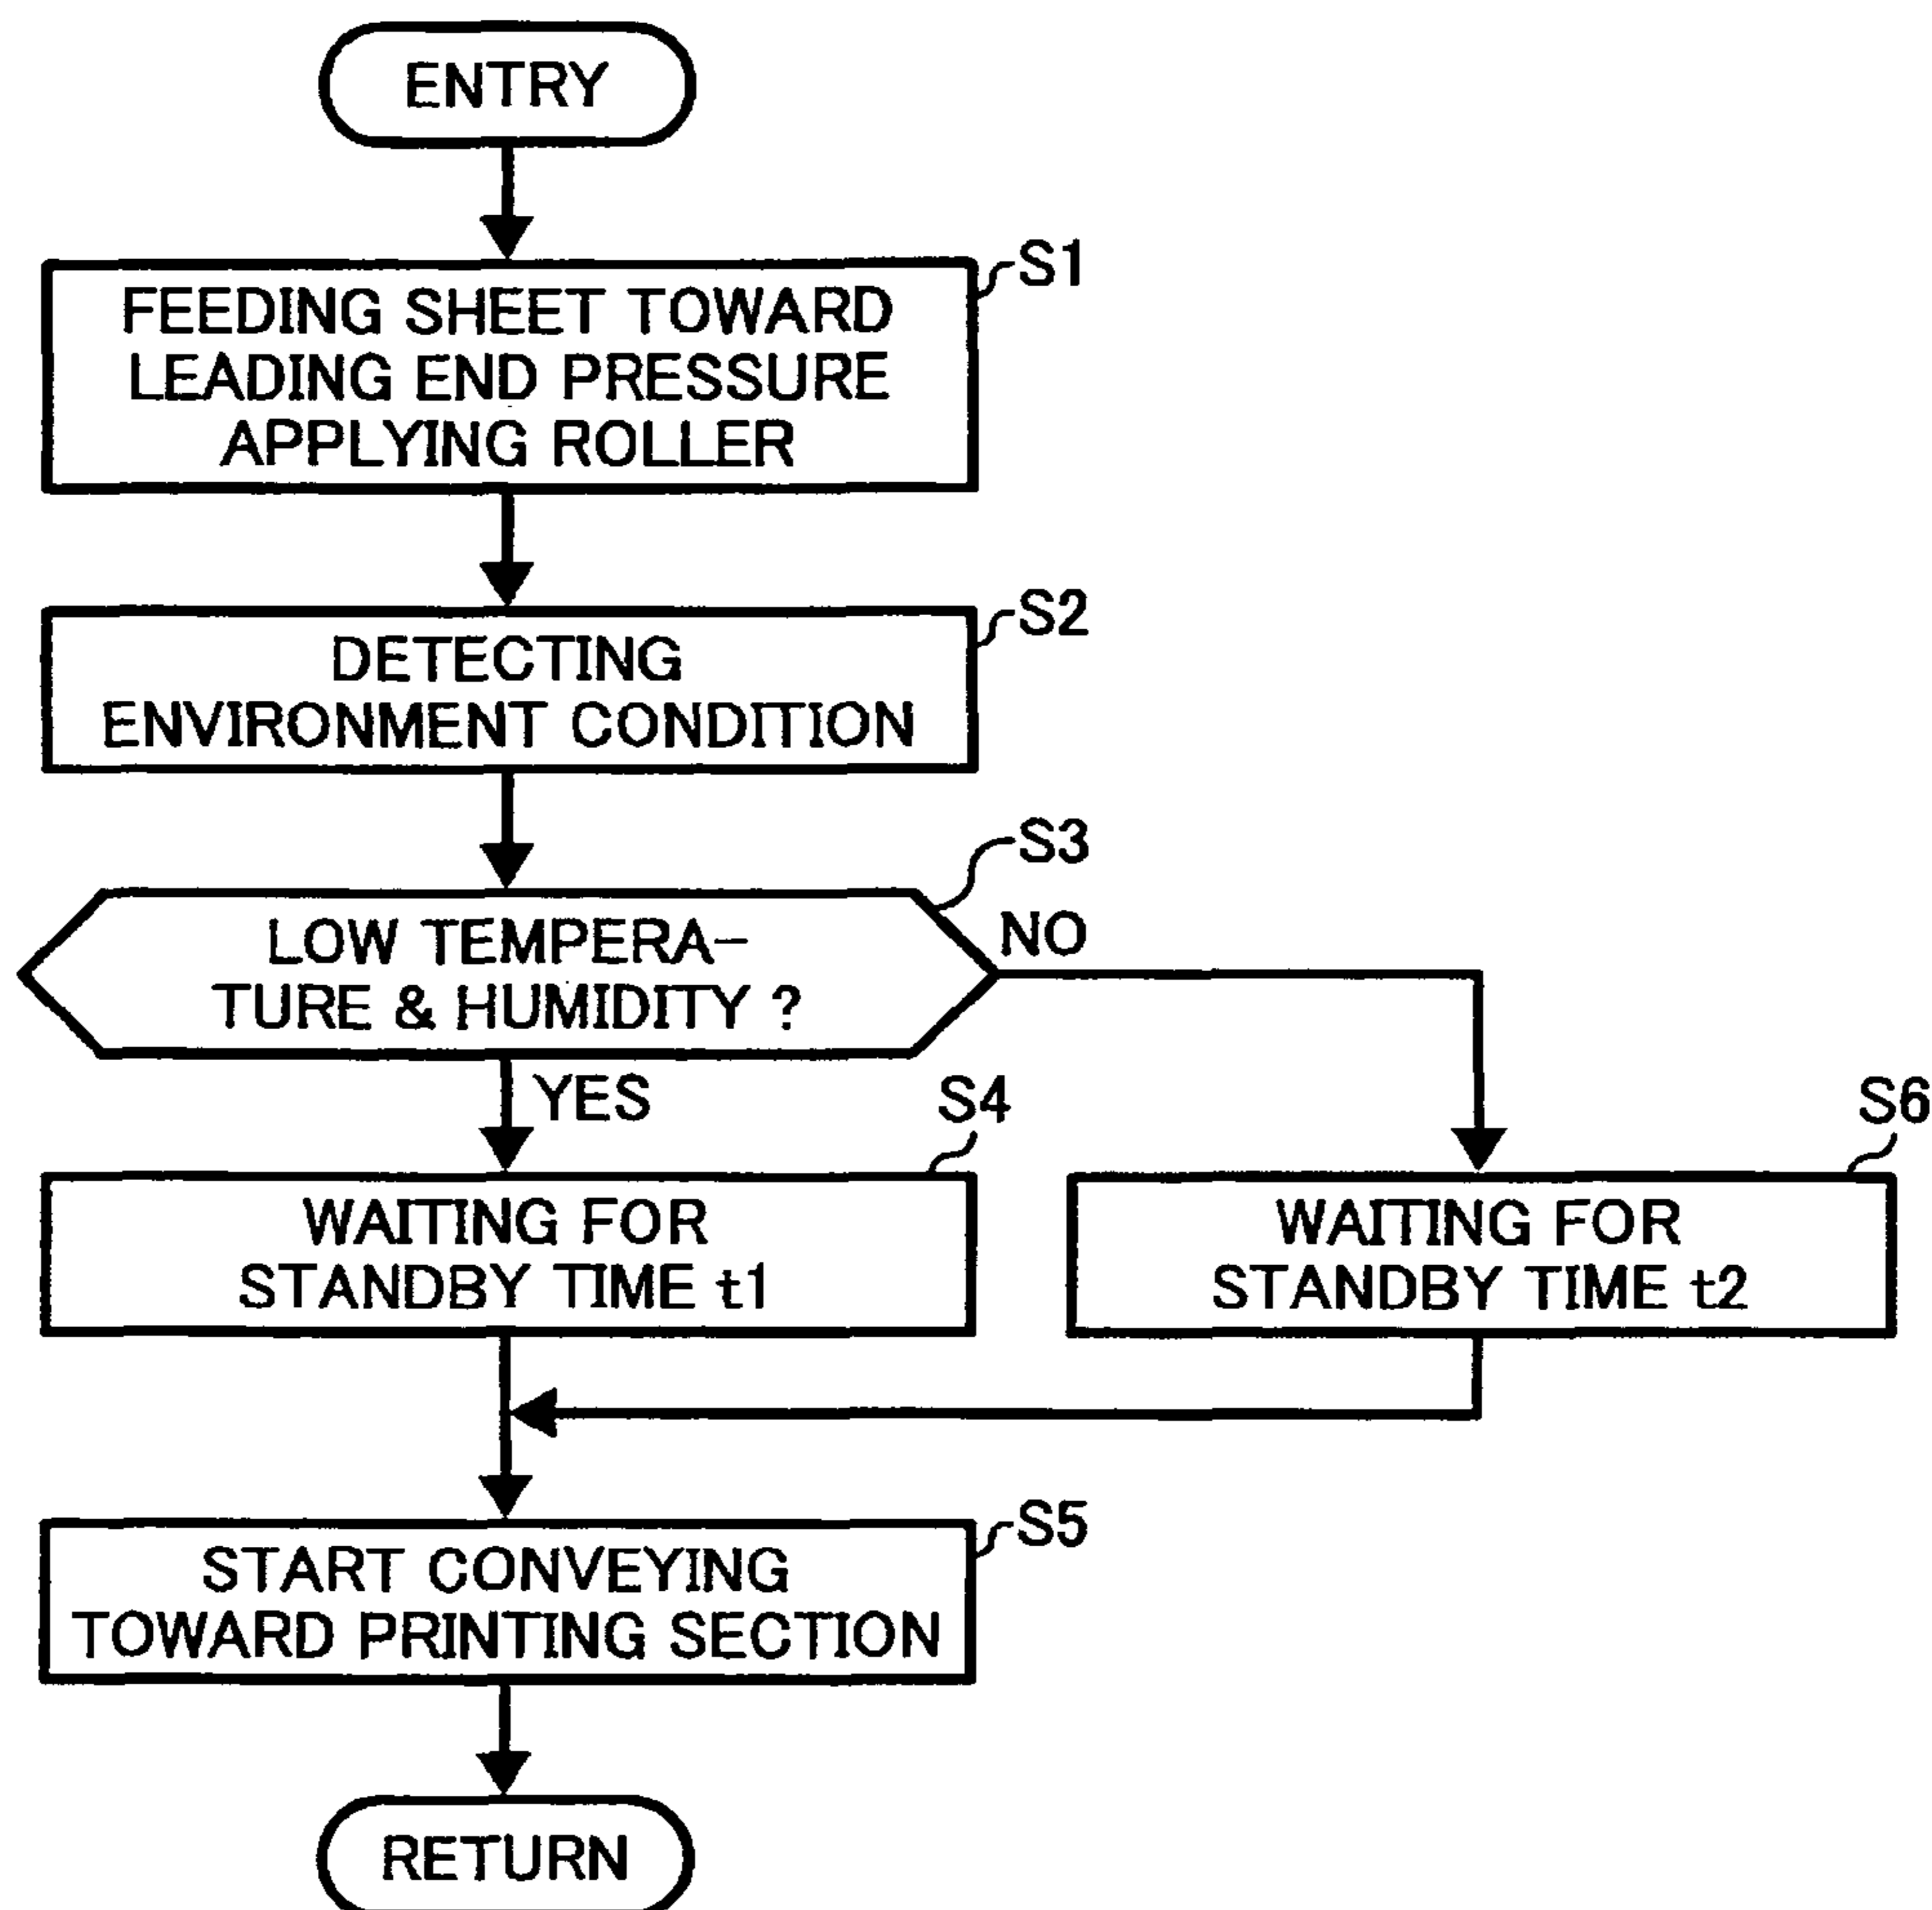 ENTRY
S1
FEEDING SHEET TOWARD
LEADING END PRESSURE
APPLYING ROLLER
S2
DETECTING
ENVIRONMENT CONDITION
S3
LOW TEMPERA-
TURE & HUMIDITY ?
NO
YES
S4
WAITING FOR
STANDBY TIME t1
S6
WAITING FOR
STANDBY TIME t2
S5
START CONVEYING
TOWARD PRINTING SECTION
RETURN